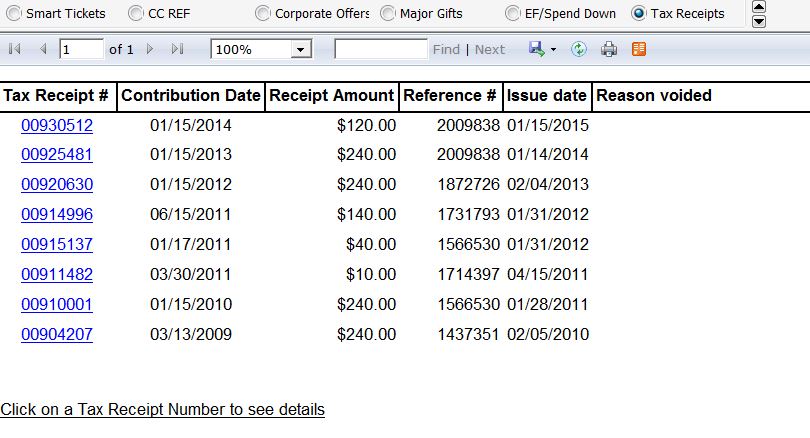 Smart Tickets CC REF Corporate Offers Major Gifts EF/Spend Down Tax Receipts
1 of 1 100% Find | Next
Tax Receipt # Contribution Date Receipt Amount Reference # Issue date Reason voided
00930512 01/15/2014 $120.00 2009838 01/15/2015
00925481 01/15/2013 $240.00 2009838 01/14/2014
00920630 01/15/2012 $240.00 1872726 02/04/2013
00914996 06/15/2011 $140.00 1731793 01/31/2012
00915137 01/17/2011 $40.00 1566530 01/31/2012
00911482 03/30/2011 $10.00 1714397 04/15/2011
00910001 01/15/2010 $240.00 1566530 01/28/2011
00904207 03/13/2009 $240.00 1437351 02/05/2010
Click on a Tax Receipt Number to see details